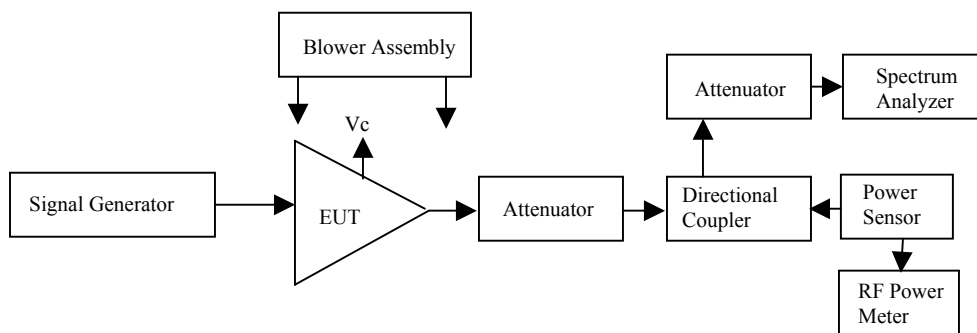 Blower Assembly
Attenuator
Spectrum
Analyzer
Vc
Signal Generator
EUT
Attenuator
Directional
Coupler
Power
Sensor
RF Power
Meter